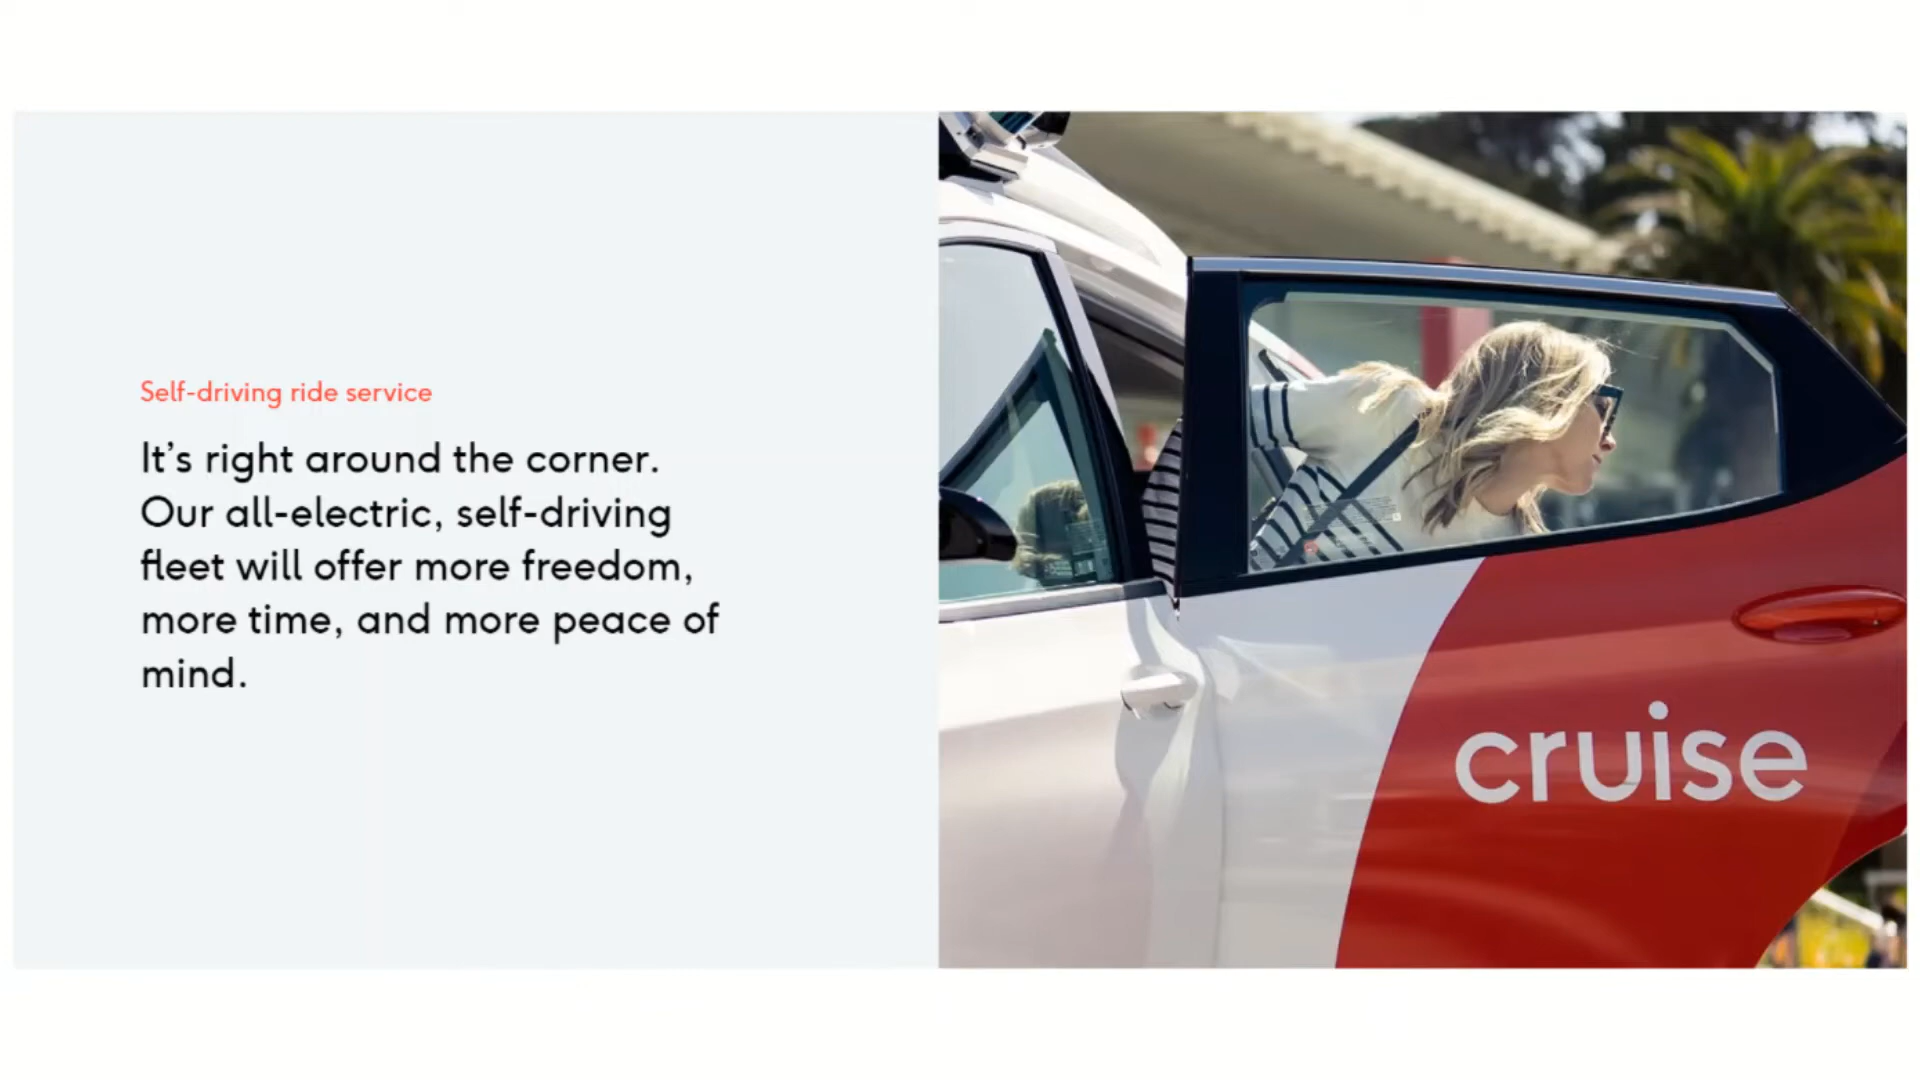 Self-driving ride service
It's right around the corner.
Our all-electric, self-driving
fleet will offer more freedom,
more time, and more peace of
mind.
cruise